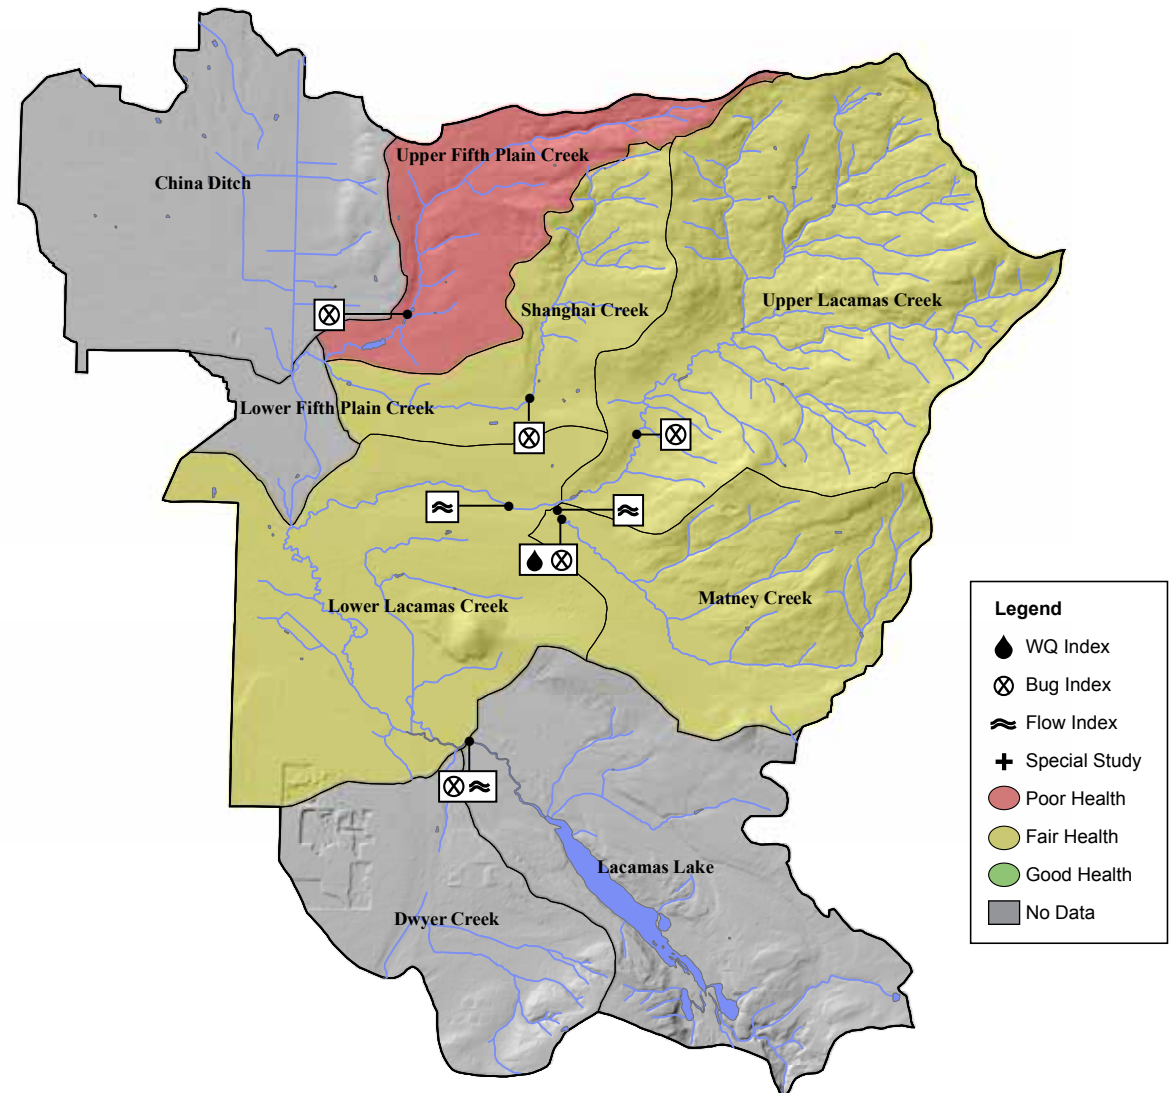 Upper Fifth Plain Creek
China Ditch
Upper Lacamas Creek
Shanghai Creek
Lower Fifth Plain Creek
Matney Creek
Lower Lacamas Creek
Lacamas Lake
Dwyer Creek
Legend
WQ Index
Bug Index
Flow Index
Special Study
Poor Health
Fair Health
Good Health
No Data